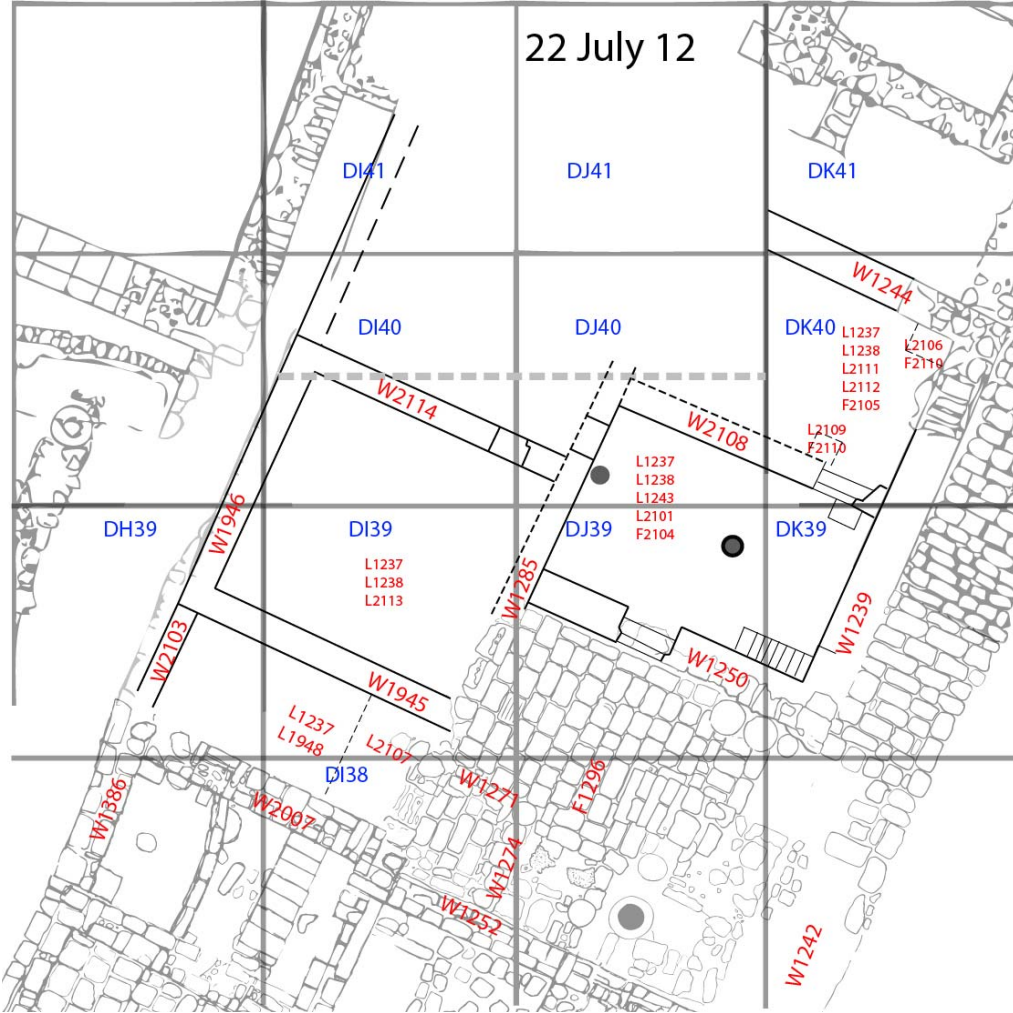 22 July 12
DI41
DJ41
DK41
W1244
DI40
DJ40
DK40
L1237
L1238
L2111
L2112
F2105
L2106
F2110
W2114
W2108
L2109
F2110
L1237
L1238
L1243
L2101
F2104
W1946
DH39
DI39
DJ39
DK39
L1237
L1238
L2113
W1285
W1239
W2103
W1945
W1250
L1237
L1948
L2107
DI38
W1386
W2007
W1271
F1296
W1274
W1252
W1242